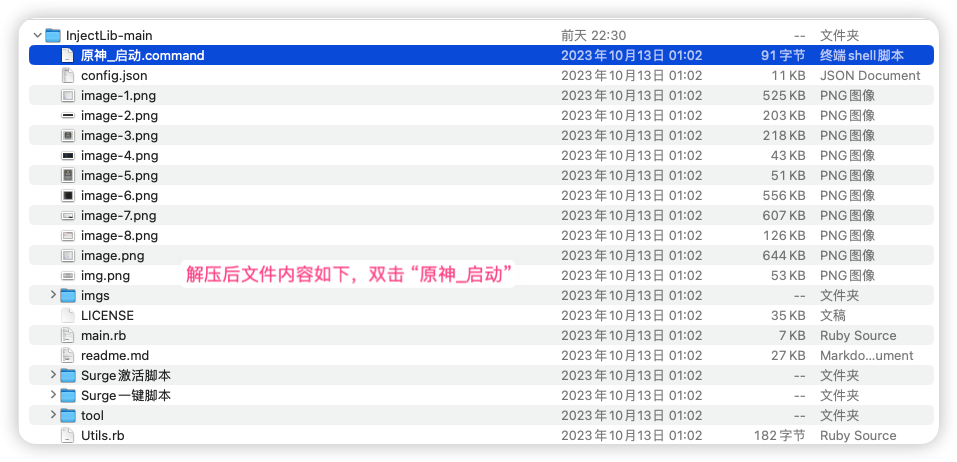 InjectLib-main 前天 22:30 -- 文件夹
原神_启动.command 2023年10月13日 01:02 91 字节 终端shell脚本
config.json 2023年10月13日 01:02 11 KB JSON Document
image-1.png 2023年10月13日 01:02 525 KB PNG图像
image-2.png 2023年10月13日 01:02 203 KB PNG图像
image-3.png 2023年10月13日 01:02 218 KB PNG图像
image-4.png 2023年10月13日 01:02 43 KB PNG图像
image-5.png 2023年10月13日 01:02 51 KB PNG图像
image-6.png 2023年10月13日 01:02 556 KB PNG图像
image-7.png 2023年10月13日 01:02 607 KB PNG图像
image-8.png 2023年10月13日 01:02 126 KB PNG图像
image.png 2023年10月13日 01:02 644 KB PNG图像
img.png 2023年10月13日 01:02 53 KB PNG图像
解压后文件内容如下，双击 “原神_启动”
imgs 2023年10月13日 01:02 -- 文件夹
LICENSE 2023年10月13日 01:02 35 KB 文稿
main.rb 2023年10月13日 01:02 7 KB Ruby Source
readme.md 2023年10月13日 01:02 27 KB Markdo...ument
Surge激活脚本 2023年10月13日 01:02 -- 文件夹
Surge一键脚本 2023年10月13日 01:02 -- 文件夹
tool 2023年10月13日 01:02 -- 文件夹
Utils.rb 2023年10月13日 01:02 182 字节 Ruby Source